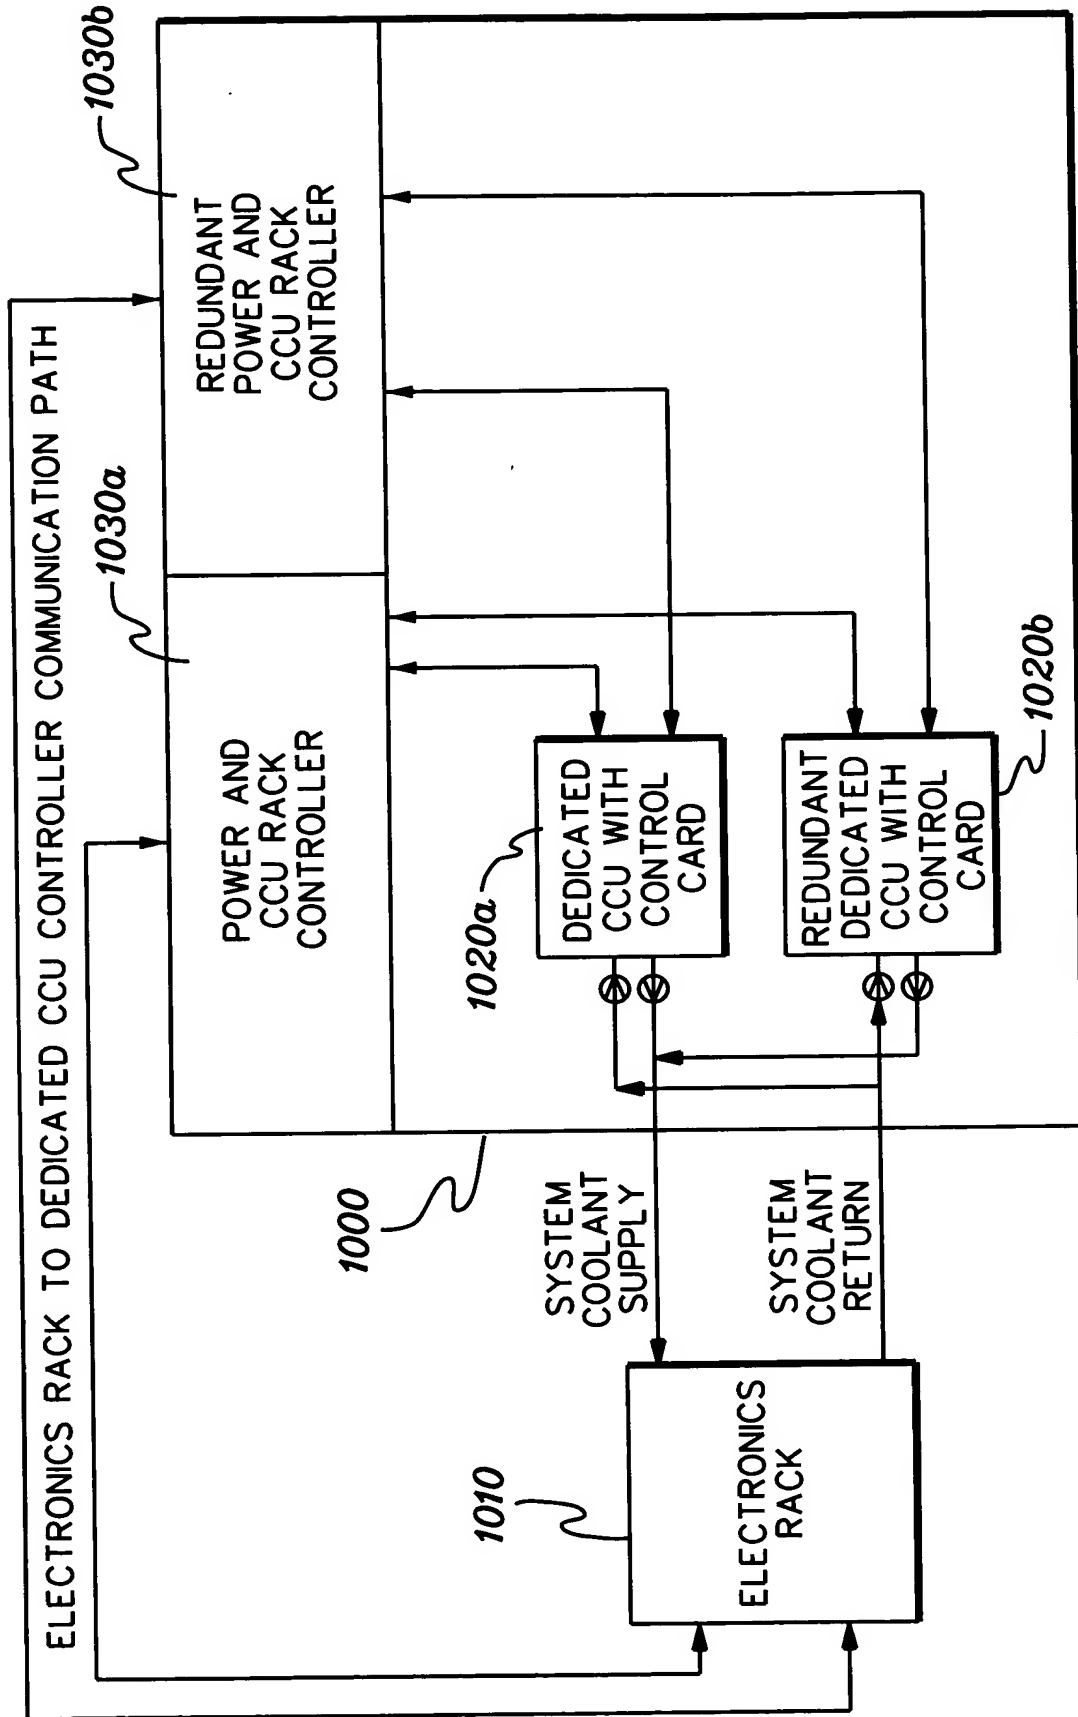 ELECTRONICS RACK TO DEDICATED CCU CONTROLLER COMMUNICATION PATH
1030a
1030b
POWER AND
CCU RACK
CONTROLLER
REDUNDANT
POWER AND
CCU RACK
CONTROLLER
1000
1020a
DEDICATED
CCU WITH
CONTROL
CARD
SYSTEM
COOLANT
SUPPLY
1010
ELECTRONICS
RACK
SYSTEM
COOLANT
RETURN
REDUNDANT
DEDICATED
CCU WITH
CONTROL
CARD
1020b